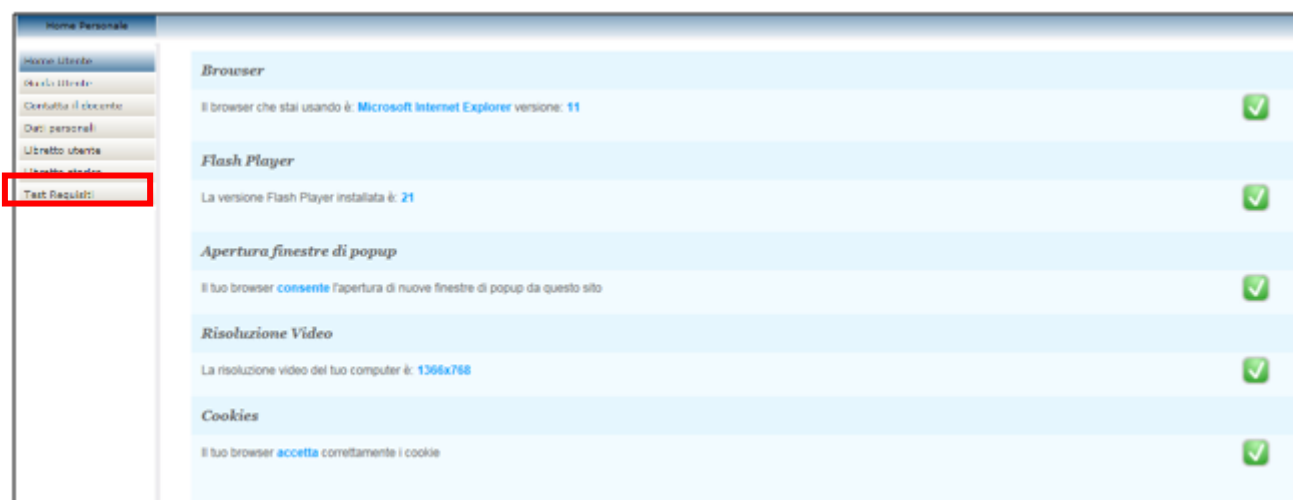 Home Personale
Home Utente
Guida Utente
Contatta il docente
Dati personali
Libretto utente
Libretto
Test Requisiti
Browser
Il browser che stai usando è: Microsoft Internet Explorer versione: 11
Flash Player
La versione Flash Player installata è: 21
Apertura finestre di popup
Il tuo browser consente l'apertura di nuove finestre di popup da questo sito
Risoluzione Video
La risoluzione video del tuo computer è: 1366x768
Cookies
Il tuo browser accetta correttamente i cookie